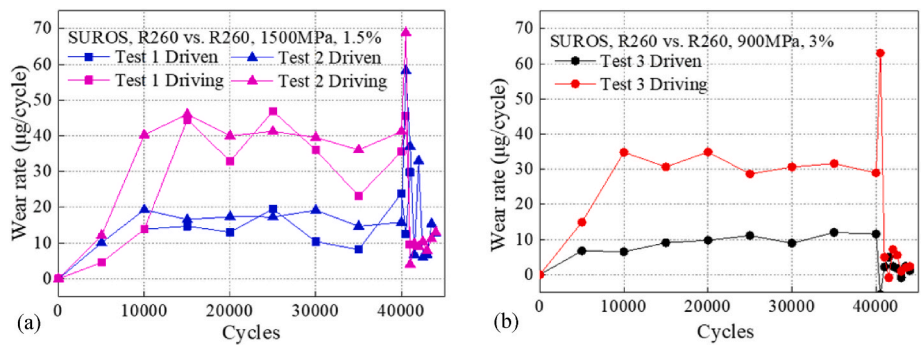 SUROS, R260 vs. R260, 1500MPa, 1.5%
Test 1 Driven Test 2 Driven
Test 1 Driving Test 2 Driving
Wear rate (µg/cycle)
70
60
50
40
30
20
10
0
0 10000 20000 30000 40000
Cycles
(a)
SUROS, R260 vs. R260, 900MPa, 3%
Test 3 Driven
Test 3 Driving
Wear rate (µg/cycle)
70
60
50
40
30
20
10
0
0 10000 20000 30000 40000
Cycles
(b)